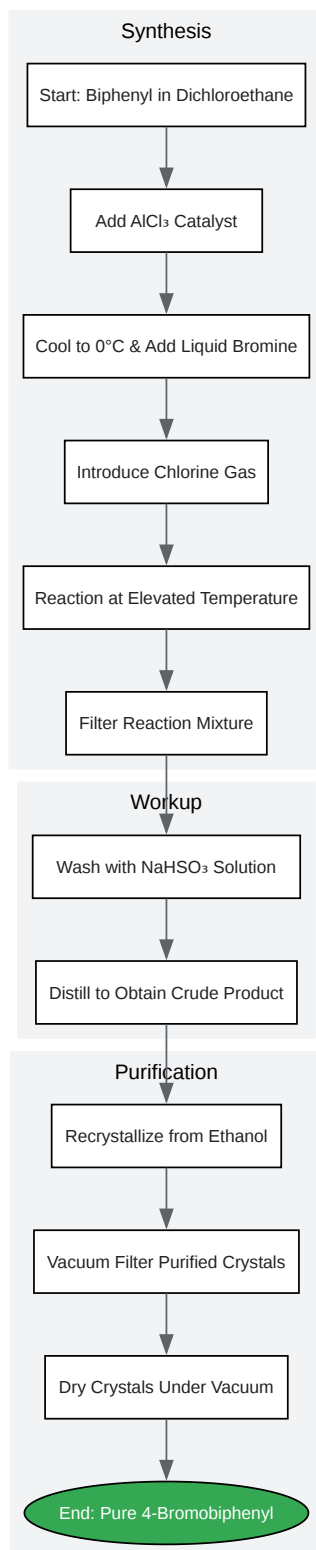 Synthesis
Start: Biphenyl in Dichloroethane
Add AlCl₃ Catalyst
Cool to 0°C & Add Liquid Bromine
Introduce Chlorine Gas
Reaction at Elevated Temperature
Filter Reaction Mixture
Workup
Wash with NaHSO₃ Solution
Distill to Obtain Crude Product
Purification
Recrystallize from Ethanol
Vacuum Filter Purified Crystals
Dry Crystals Under Vacuum
End: Pure 4-Bromobiphenyl